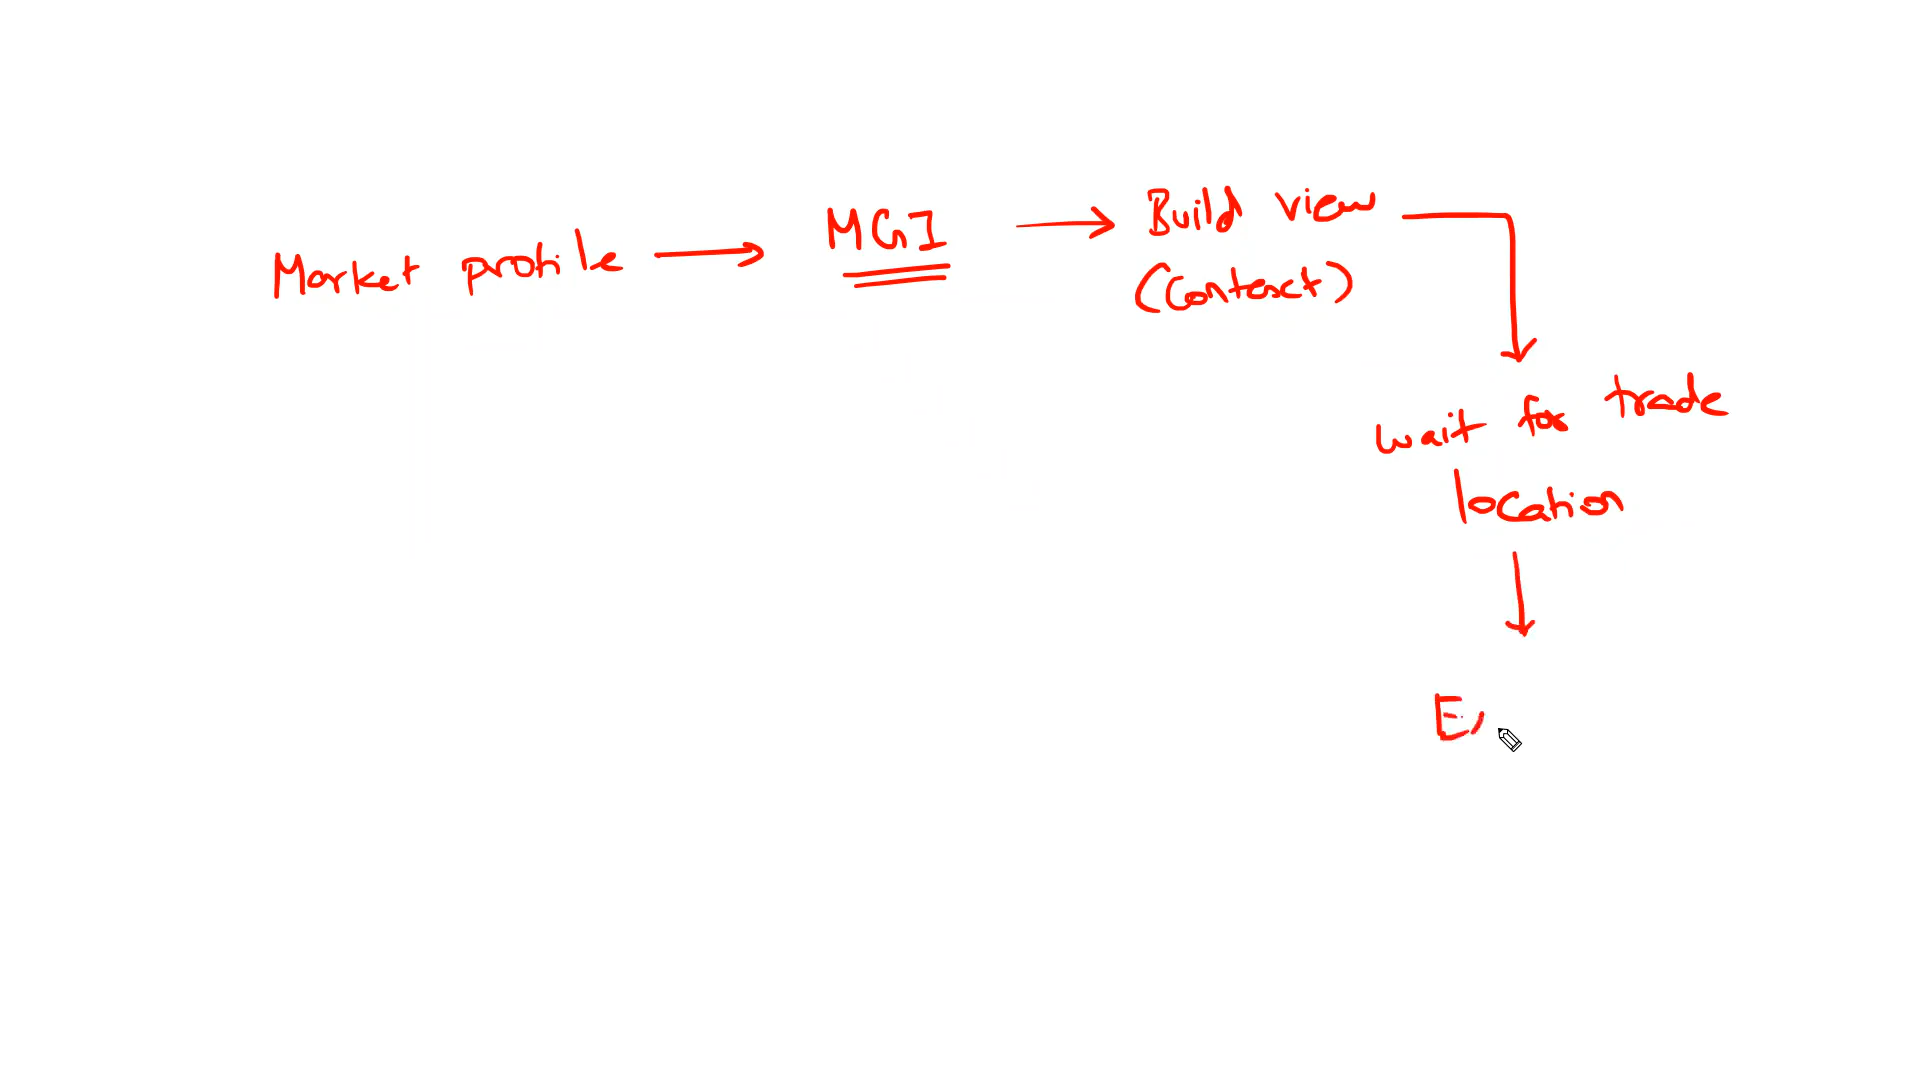 Market profile
MGI
Build view
(Context)
wait for trade
location
E